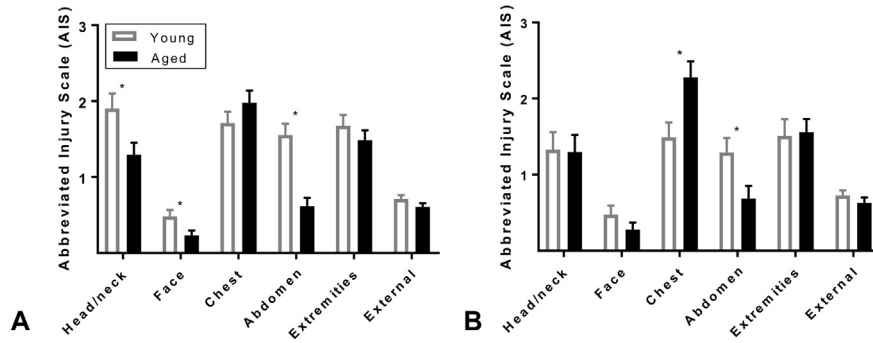 Abbreviated Injury Scale (AIS)
3
2
1
Young
Aged
*
*
*
Head/neck
Face
Chest
Abdomen
Extremities
External
A
Abbreviated Injury Scale (AIS)
3
2
1
*
*
Head/neck
Face
Chest
Abdomen
Extremities
External
B